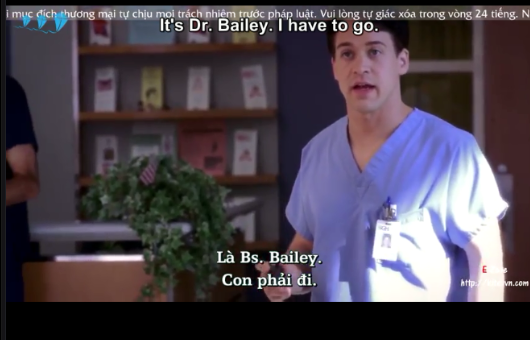 i mục đích thương mại tự chịu mọi trách nhiệm trước pháp luật. Vui lòng tự giác xóa trong vòng 24 tiếng. N
It's Dr. Bailey. I have to go.
Là Bs. Bailey.
Con phải đi.